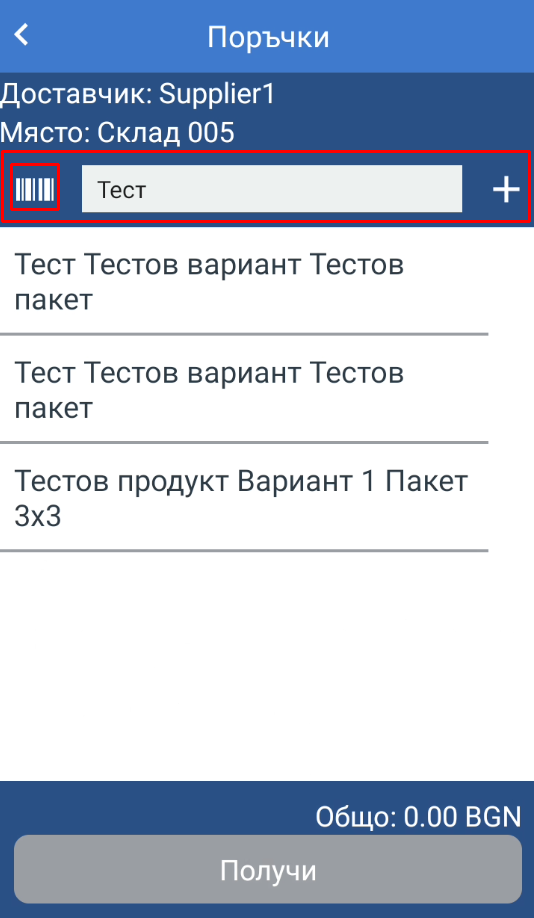 Поръчки
Доставчик: Supplier1
Място: Склад 005
Тест
Тест Тестов вариант Тестов
пакет
Тест Тестов вариант Тестов
пакет
Тестов продукт Вариант 1 Пакет
3x3
Общо: 0.00 BGN
Получи